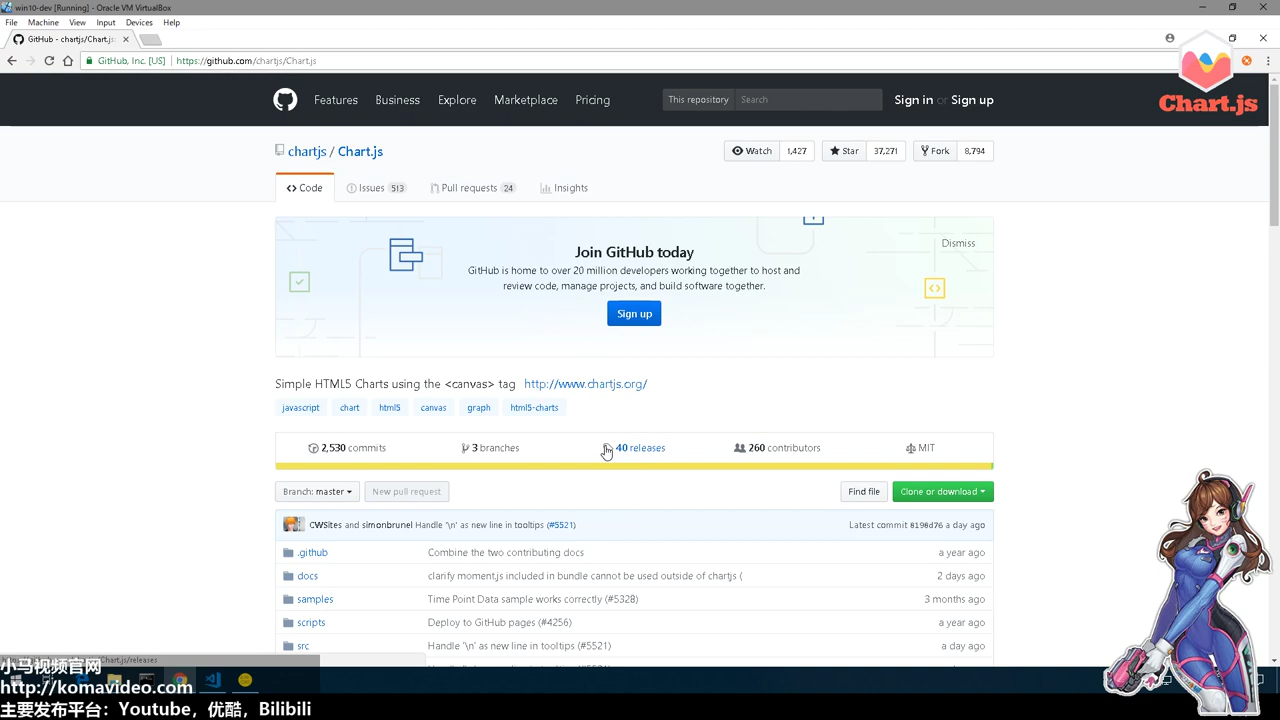 win10-dev [Running] - Oracle VM VirtualBox
File Machine View Input Devices Help
GitHub - chartjs/Chart.js:
GitHub, Inc. [US] https://github.com/chartjs/Chart.js
Features Business Explore Marketplace Pricing This repository Search Sign in or Sign up
Chart.js
chartjs / Chart.js
Watch 1,427 Star 37,271 Fork 8,794
Code Issues 513 Pull requests 24 Insights
Join GitHub today
Dismiss
GitHub is home to over 20 million developers working together to host and
review code, manage projects, and build software together.
Sign up
Simple HTML5 Charts using the <canvas> tag http://www.chartjs.org/
javascript chart html5 canvas graph html5-charts
2,530 commits 3 branches 40 releases 260 contributors MIT
Branch: master New pull request Find file Clone or download
CWSites and simonbrunel Handle '\n' as new line in tooltips (#5521) Latest commit 8198d76 a day ago
.github Combine the two contributing docs a year ago
docs clarify moment.js included in bundle cannot be used outside of chartjs ( 2 days ago
samples Time Point Data sample works correctly (#5328) 3 months ago
scripts Deploy to GitHub pages (#4256) a year ago
src Handle '\n' as new line in tooltips (#5521) a day ago
小马视频官网
http://komavideo.com
主要发布平台：Youtube，优酷，Bilibili